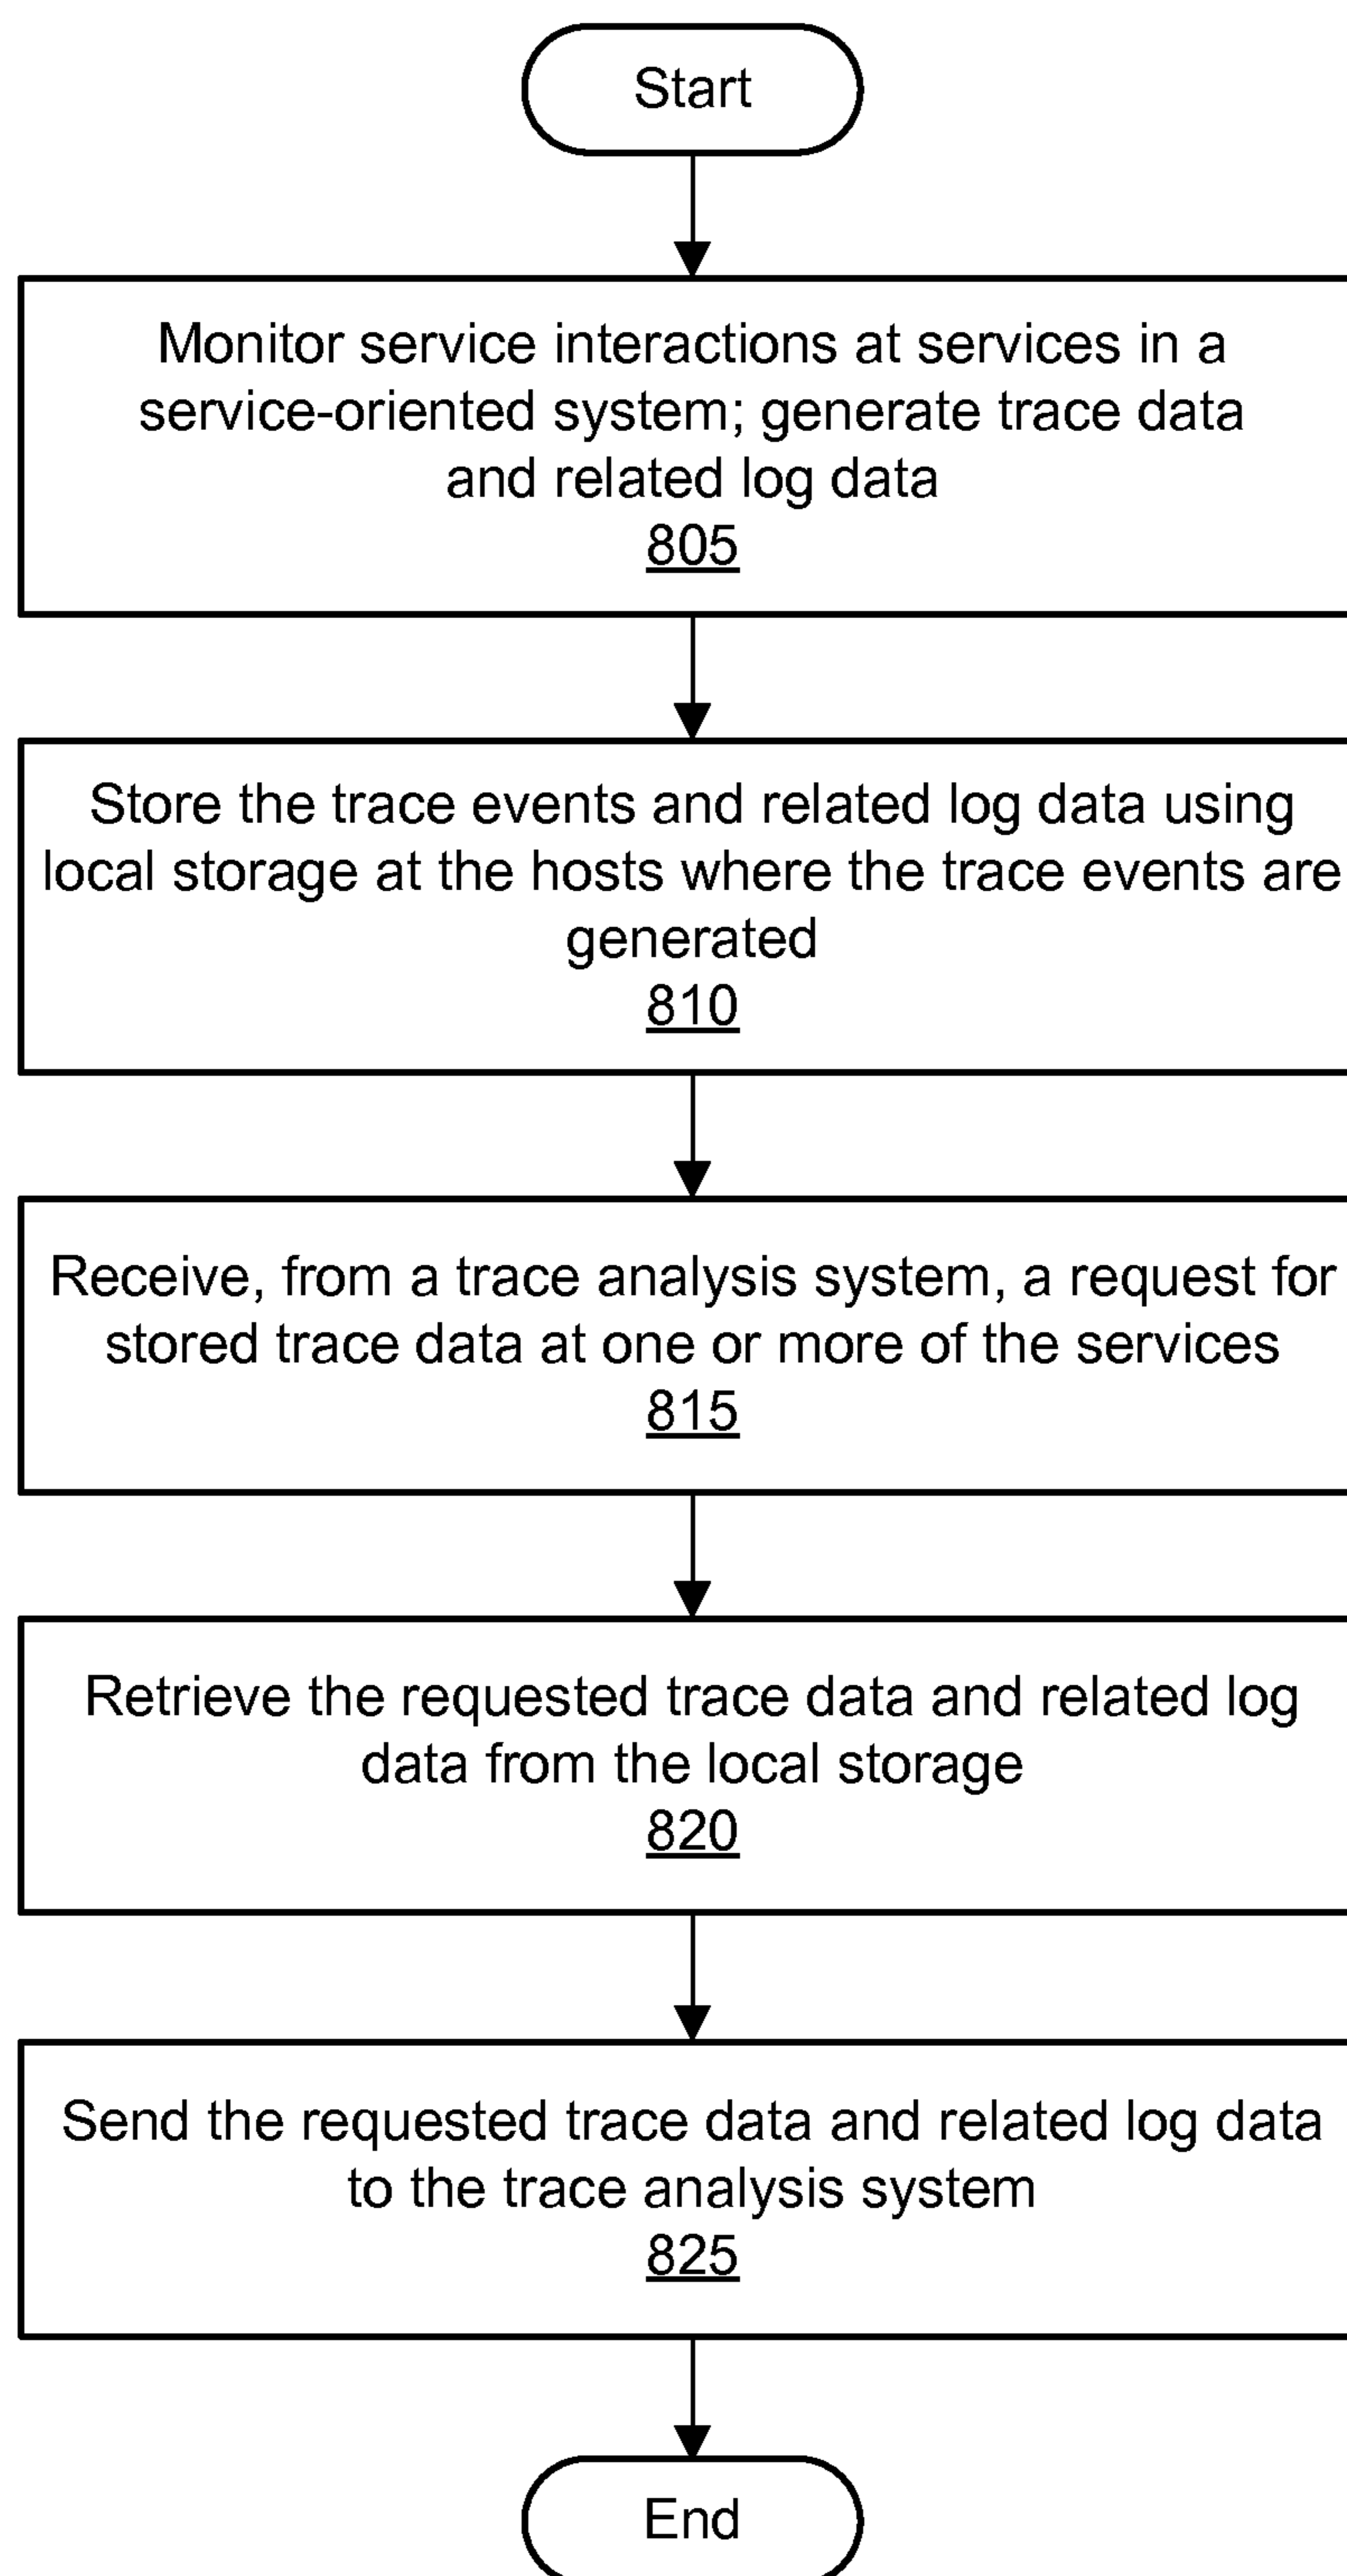 Start
Monitor service interactions at services in a
service-oriented system; generate trace data
and related log data
805
Store the trace events and related log data using
local storage at the hosts where the trace events are
generated
810
Receive, from a trace analysis system, a request for
stored trace data at one or more of the services
815
Retrieve the requested trace data and related log
data from the local storage
820
Send the requested trace data and related log data
to the trace analysis system
825
End